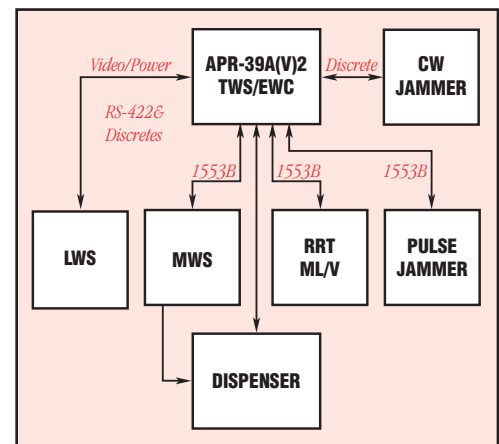 Video/Power
APR-39A(V)2
TWS/EWC
Discrete
CW
JAMMER
RS-422&
Discretes
1553B
1553B
1553B
LWS
MWS
RRT
ML/V
PULSE
JAMMER
DISPENSER